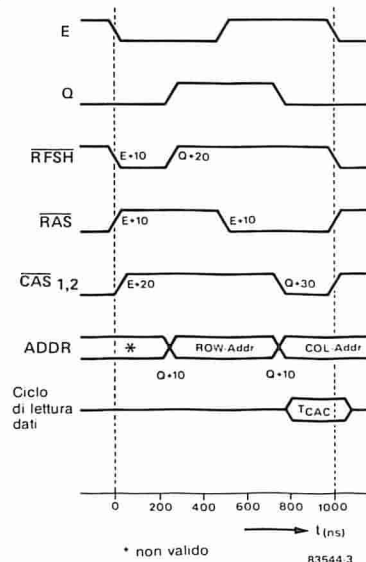 E
Q
RFSH E+10 Q+20
RAS E+10 E+10
CAS 1,2 E+20 Q+30
ADDR * ROW-Addr COL-Addr
Q+10 Q+10
Ciclo
di lettura
dati
TCAC
0 200 400 600 800 1000
t(ns)
* non valido
83544-3